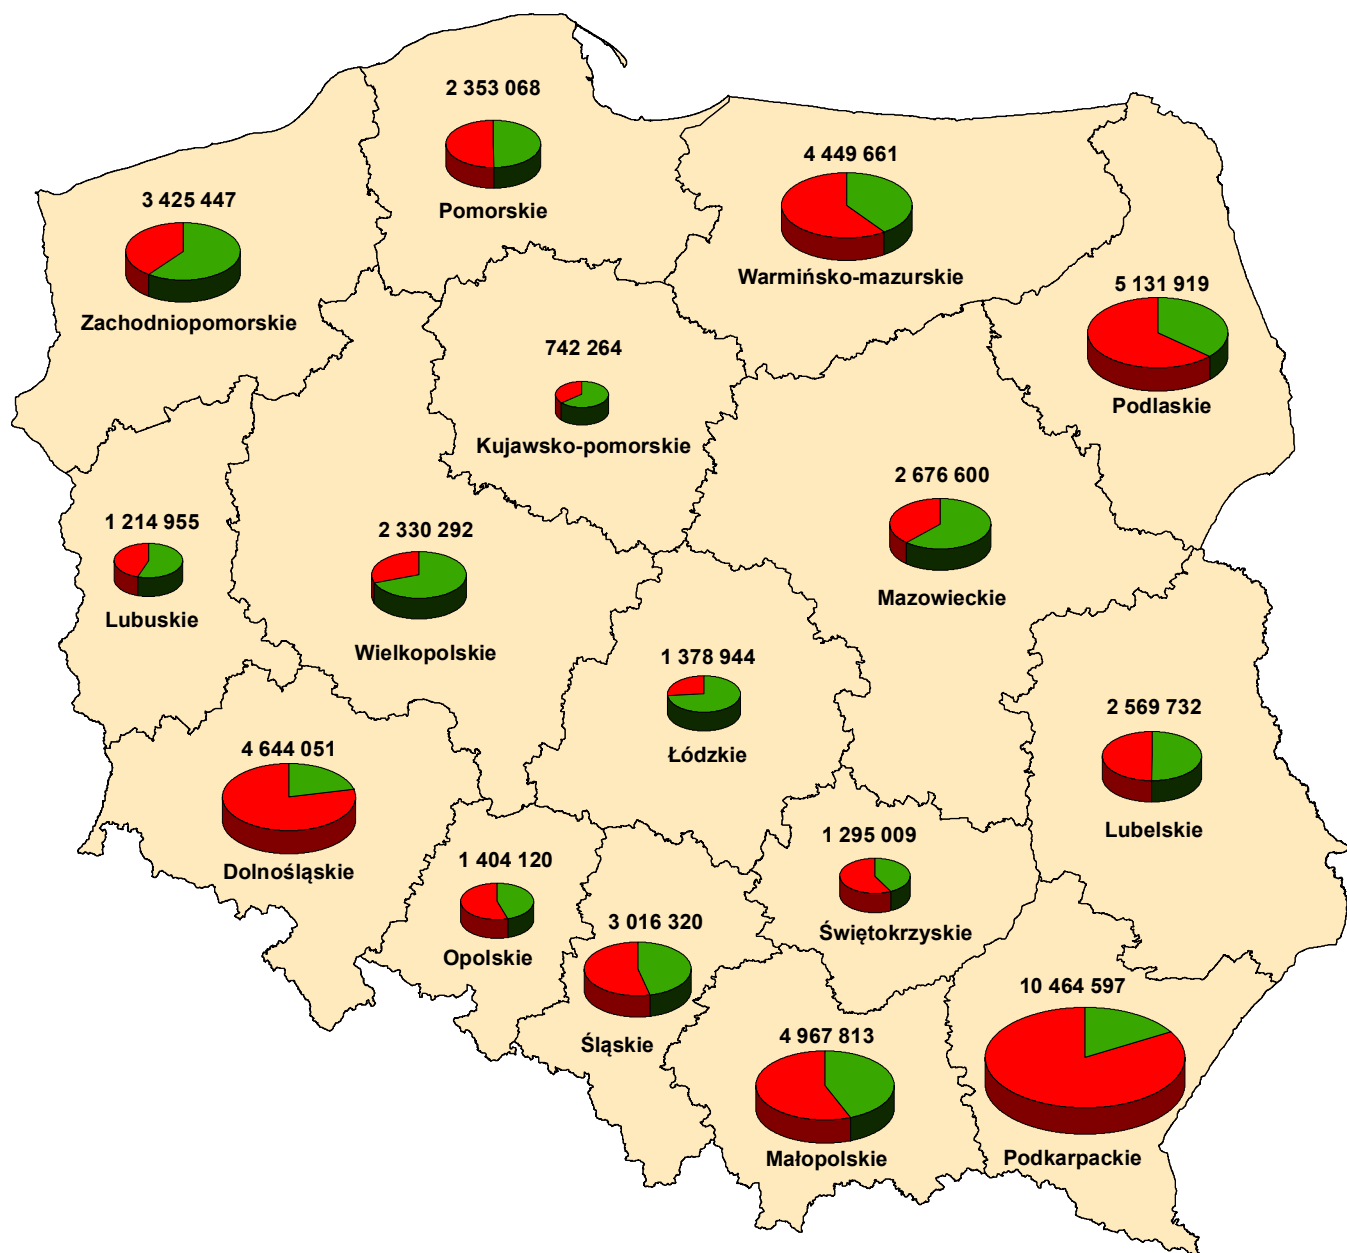 2 353 068
Pomorskie
4 449 661
Warmińsko-mazurskie
3 425 447
Zachodniopomorskie
5 131 919
Podlaskie
742 264
Kujawsko-pomorskie
2 676 600
Mazowieckie
1 214 955
Lubuskie
2 330 292
Wielkopolskie
1 378 944
Łódzkie
2 569 732
Lubelskie
4 644 051
Dolnośląskie
1 295 009
Świętokrzyskie
1 404 120
Opolskie
3 016 320
Śląskie
10 464 597
Podkarpackie
4 967 813
Małopolskie